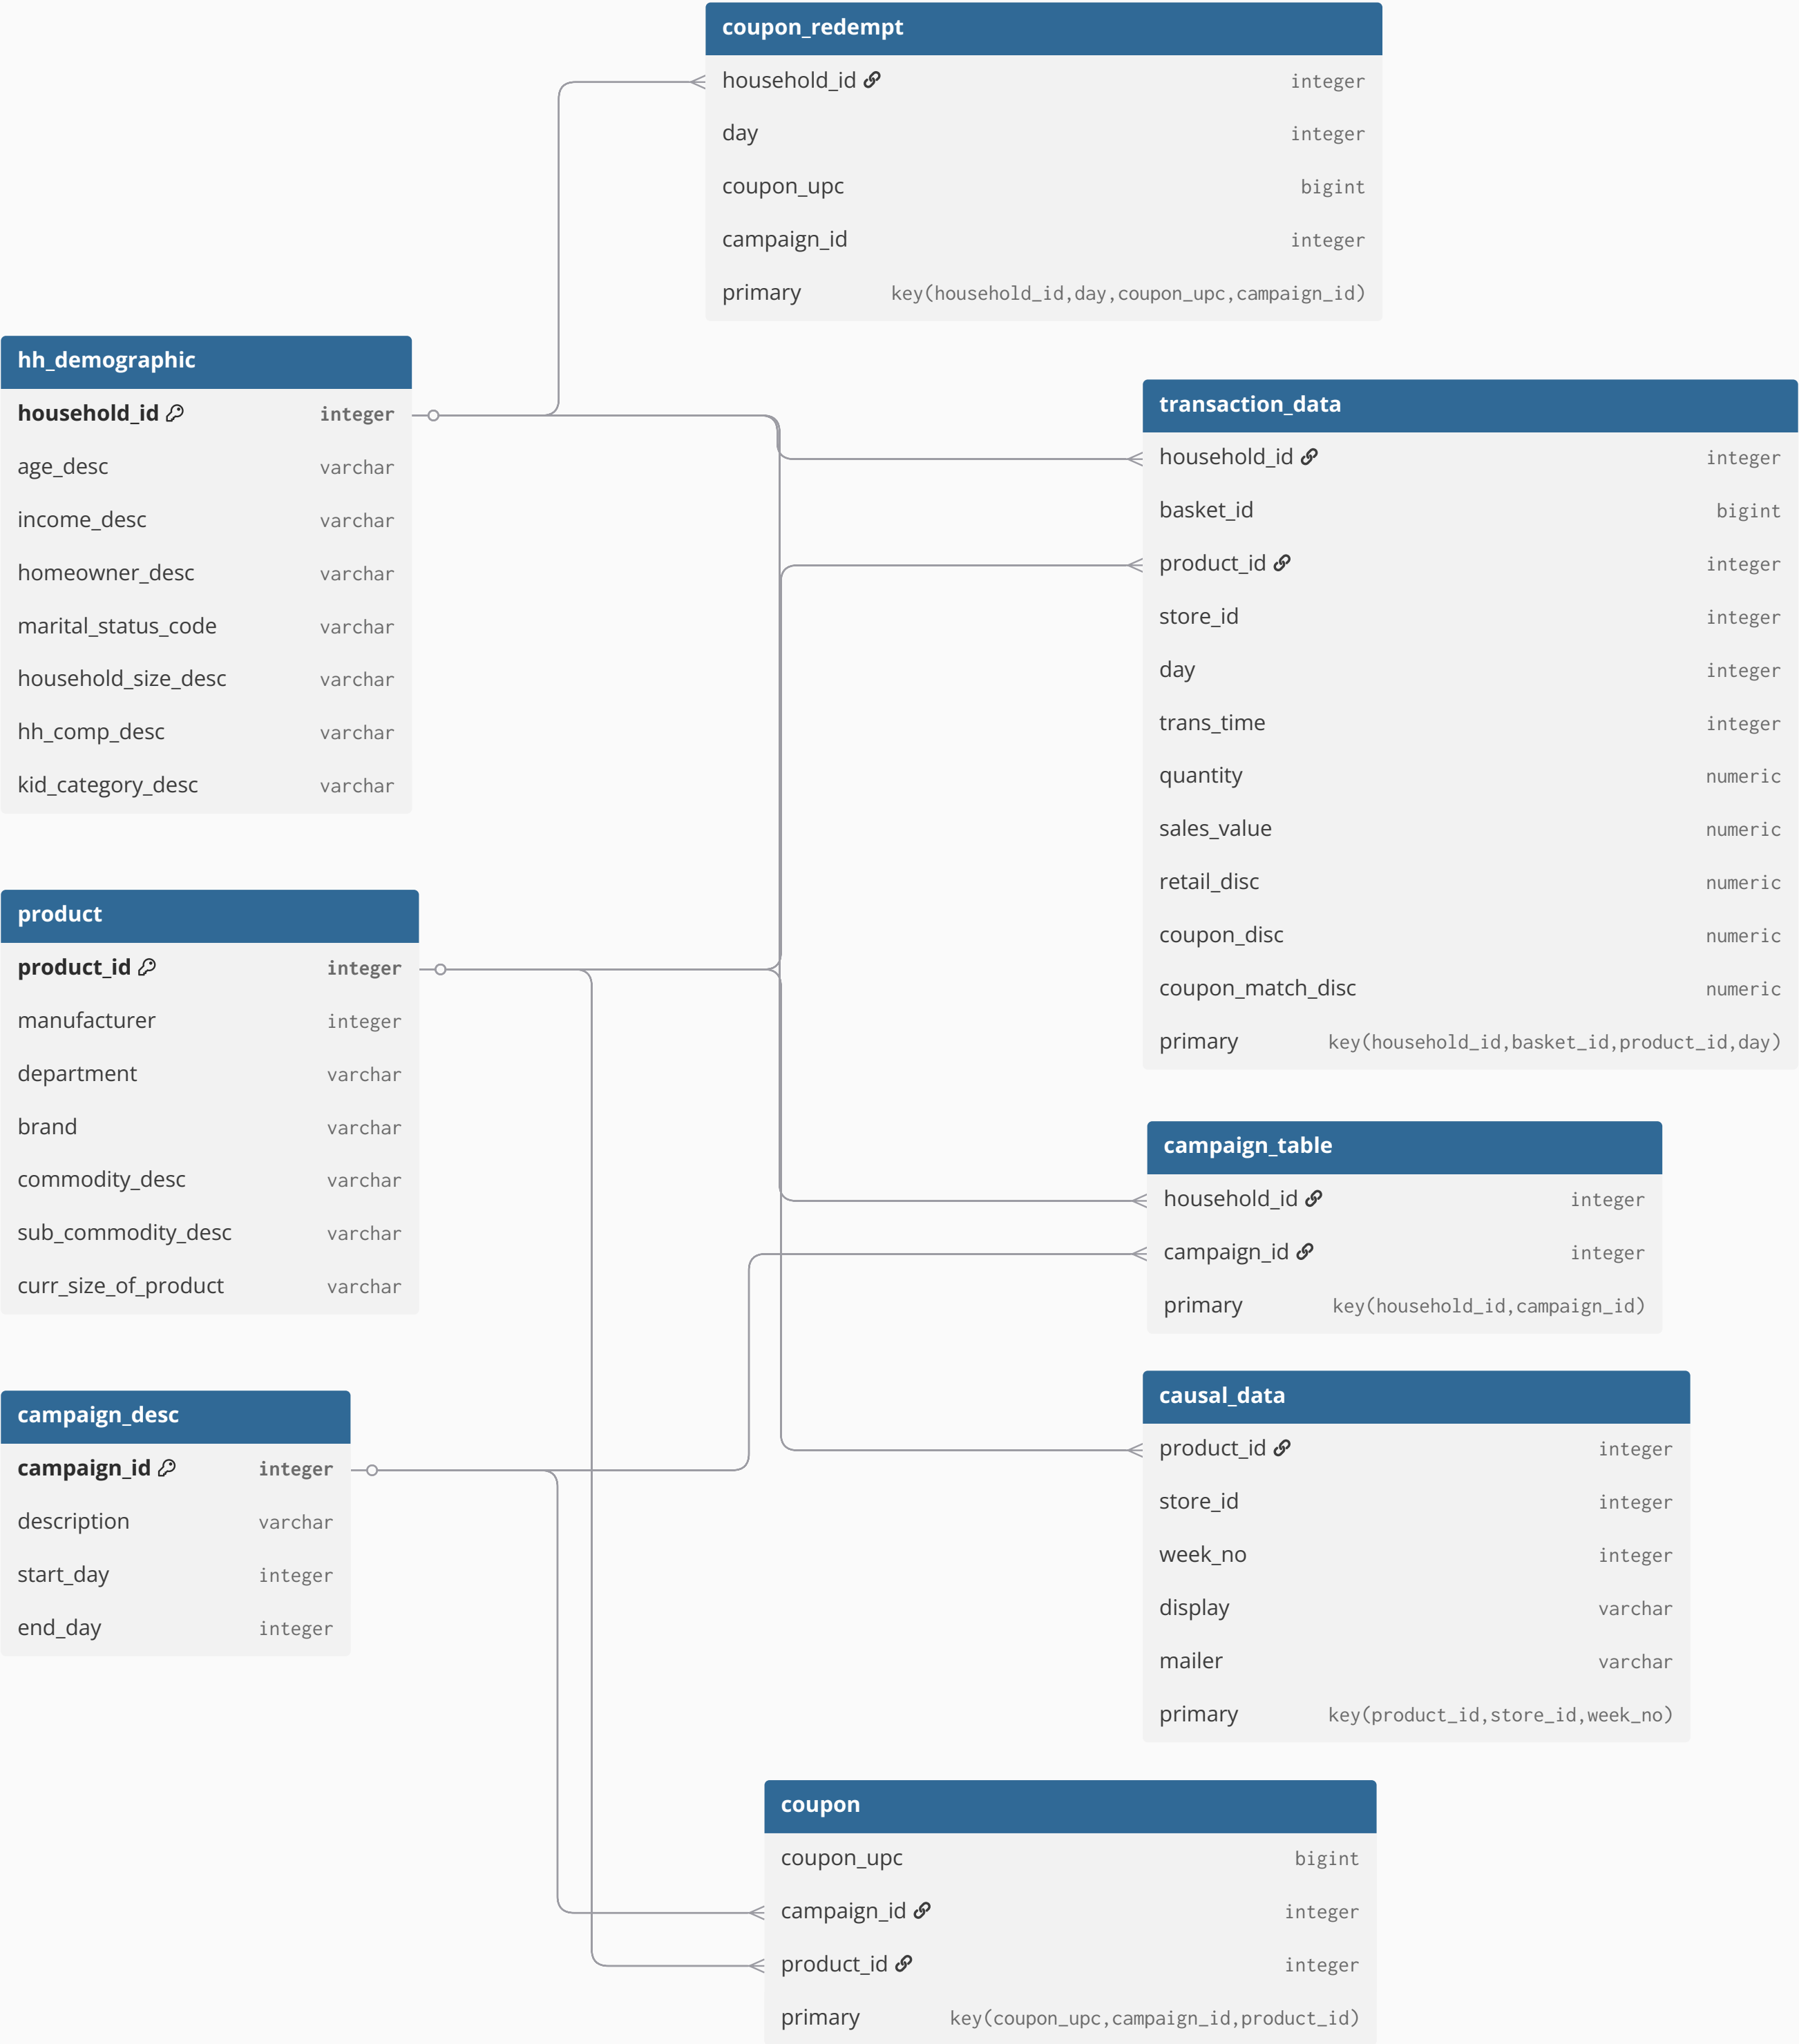 coupon_redempt
household_id integer
day integer
coupon_upc bigint
campaign_id integer
primary key(household_id,day,coupon_upc,campaign_id)
hh_demographic
household_id integer
age_desc varchar
income_desc varchar
homeowner_desc varchar
marital_status_code varchar
household_size_desc varchar
hh_comp_desc varchar
kid_category_desc varchar
transaction_data
household_id integer
basket_id bigint
product_id integer
store_id integer
day integer
trans_time integer
quantity numeric
sales_value numeric
retail_disc numeric
coupon_disc numeric
coupon_match_disc numeric
primary key(household_id,basket_id,product_id,day)
product
product_id integer
manufacturer integer
department varchar
brand varchar
commodity_desc varchar
sub_commodity_desc varchar
curr_size_of_product varchar
campaign_table
household_id integer
campaign_id integer
primary key(household_id,campaign_id)
campaign_desc
campaign_id integer
description varchar
start_day integer
end_day integer
causal_data
product_id integer
store_id integer
week_no integer
display varchar
mailer varchar
primary key(product_id,store_id,week_no)
coupon
coupon_upc bigint
campaign_id integer
product_id integer
primary key(coupon_upc,campaign_id,product_id)